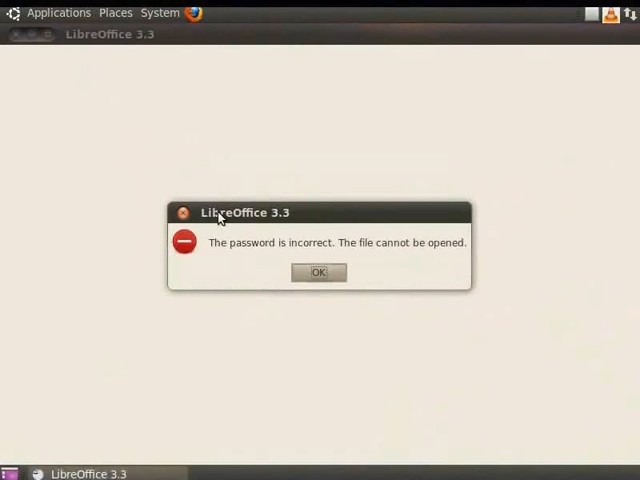 Applications Places System
LibreOffice 3.3
LibreOffice 3.3
The password is incorrect. The file cannot be opened.
OK
LibreOffice 3.3